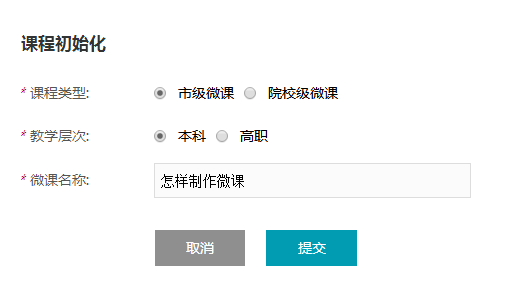 课程初始化
* 课程类型: 市级微课 院校级微课
* 教学层次: 本科 高职
* 微课名称: 怎样制作微课
取消 提交